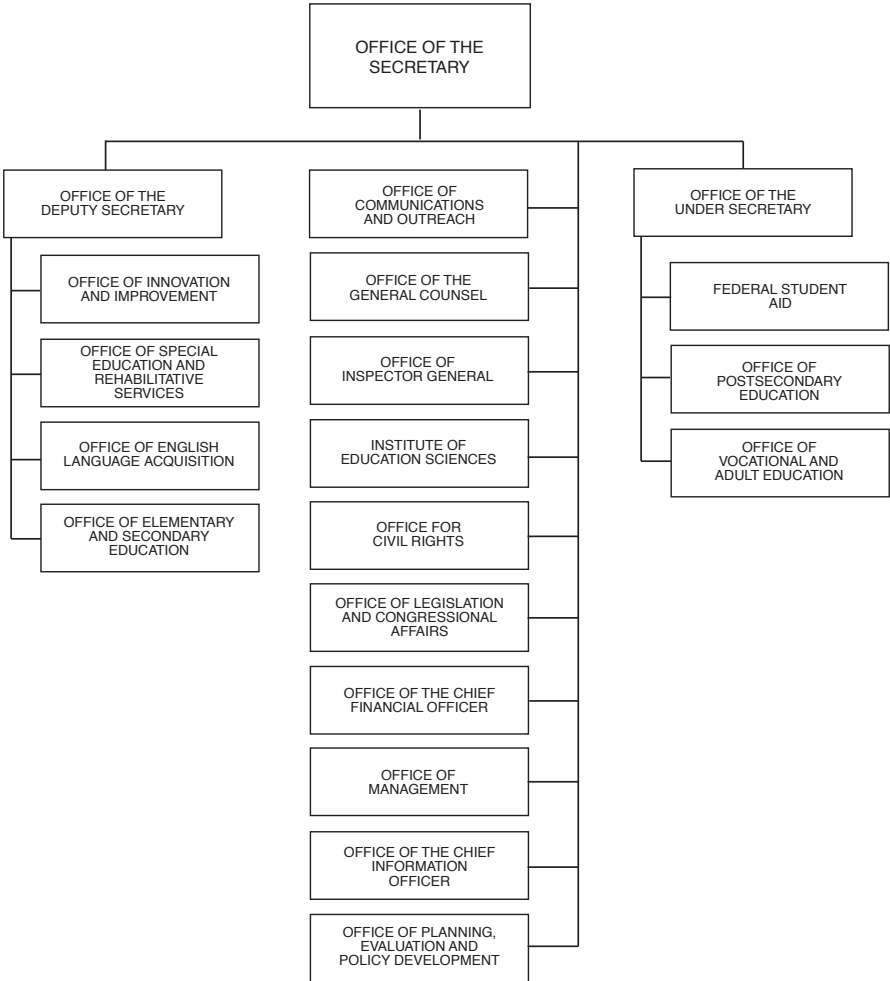 OFFICE OF THE
SECRETARY
OFFICE OF THE
DEPUTY SECRETARY
OFFICE OF INNOVATION
AND IMPROVEMENT
OFFICE OF SPECIAL
EDUCATION AND
REHABILITATIVE
SERVICES
OFFICE OF ENGLISH
LANGUAGE ACQUISITION
OFFICE OF ELEMENTARY
AND SECONDARY
EDUCATION
OFFICE OF
COMMUNICATIONS
AND OUTREACH
OFFICE OF THE
GENERAL COUNSEL
OFFICE OF
INSPECTOR GENERAL
INSTITUTE OF
EDUCATION SCIENCES
OFFICE FOR
CIVIL RIGHTS
OFFICE OF LEGISLATION
AND CONGRESSIONAL
AFFAIRS
OFFICE OF THE CHIEF
FINANCIAL OFFICER
OFFICE OF
MANAGEMENT
OFFICE OF THE CHIEF
INFORMATION
OFFICER
OFFICE OF PLANNING,
EVALUATION AND
POLICY DEVELOPMENT
OFFICE OF THE
UNDER SECRETARY
FEDERAL STUDENT
AID
OFFICE OF
POSTSECONDARY
EDUCATION
OFFICE OF
VOCATIONAL AND
ADULT EDUCATION